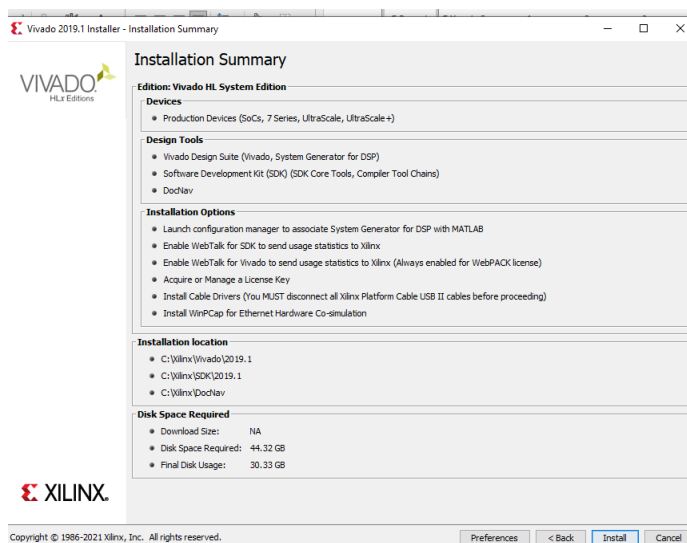 Vivado 2019.1 Installer - Installation Summary
Installation Summary
VIVADO
HLx Editions
Edition: Vivado HL System Edition
Devices
Production Devices (SoCs, 7 Series, UltraScale, UltraScale+)
Design Tools
Vivado Design Suite (Vivado, System Generator for DSP)
Software Development Kit (SDK) (SDK Core Tools, Compiler Tool Chains)
DocNav
Installation Options
Launch configuration manager to associate System Generator for DSP with MATLAB
Enable WebTalk for SDK to send usage statistics to Xilinx
Enable WebTalk for Vivado to send usage statistics to Xilinx (Always enabled for WebPACK license)
Acquire or Manage a License Key
Install Cable Drivers (You MUST disconnect all Xilinx Platform Cable USB II cables before proceeding)
Install WinPCap for Ethernet Hardware Co-simulation
Installation location
C:\Xilinx\Vivado\2019.1
C:\Xilinx\SDK\2019.1
C:\Xilinx\DocNav
Disk Space Required
Download Size: NA
Disk Space Required: 44.32 GB
Final Disk Usage: 30.33 GB
XILINX
Copyright © 1986-2021 Xilinx, Inc. All rights reserved.
Preferences < Back Install Cancel